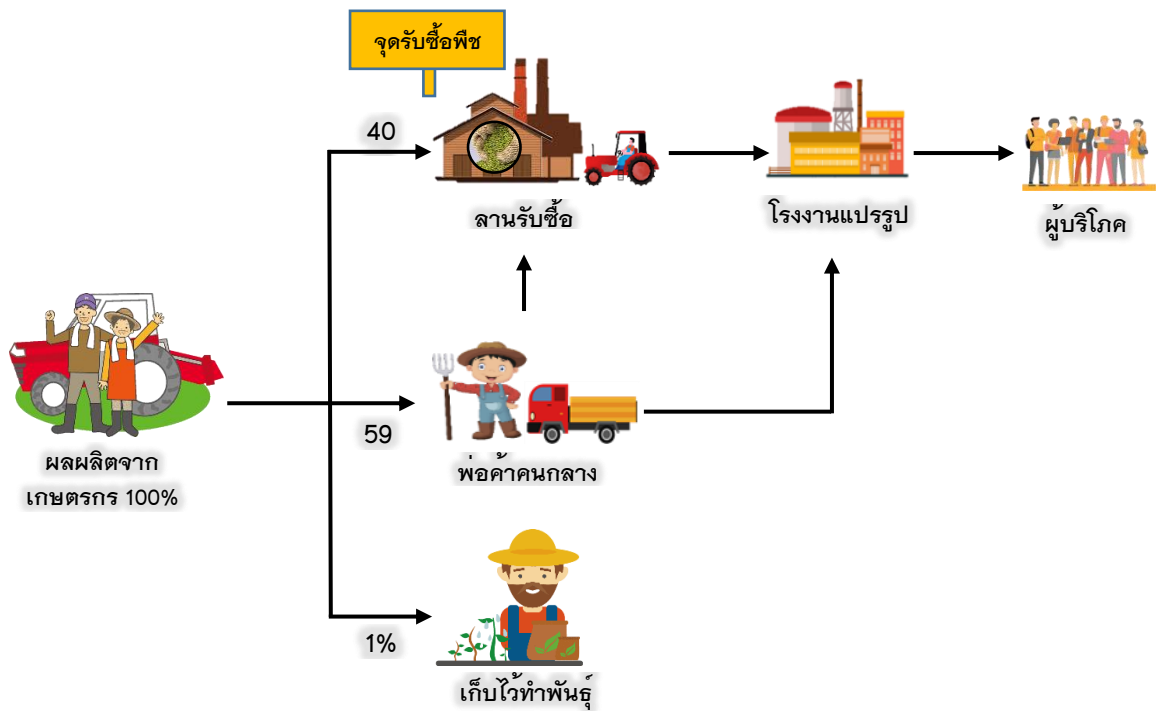 จุดรับซื้อพืช
40
ลานรับซื้อ
โรงงานแปรรูป
ผู้บริโภค
ผลผลิตจาก
เกษตรกร 100%
59
พ่อค้าคนกลาง
1%
เก็บไว้ทำพันธุ์